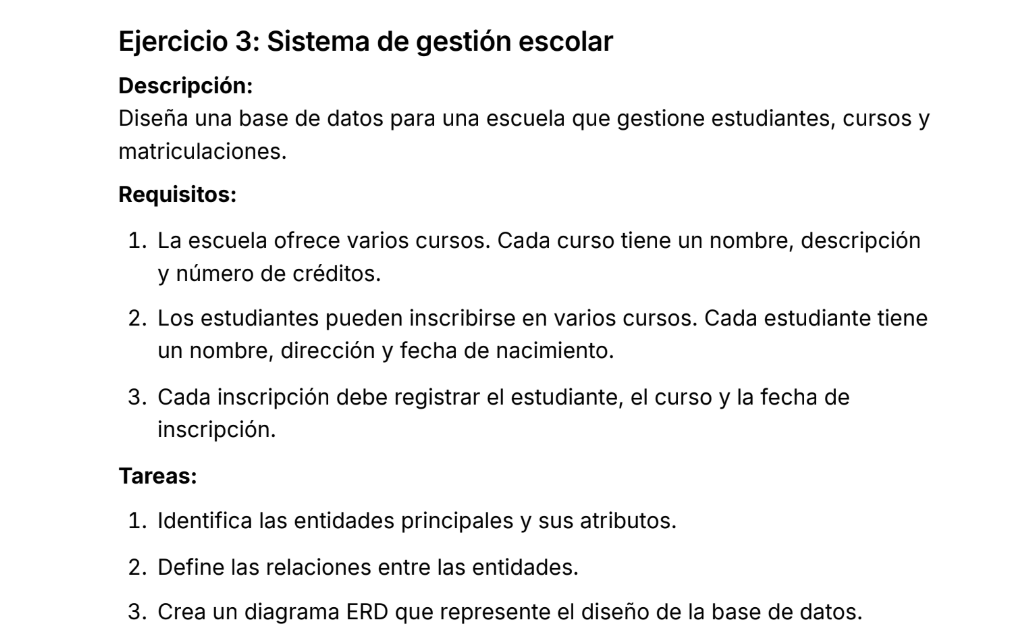 Ejercicio 3: Sistema de gestión escolar
Descripción:
Diseña una base de datos para una escuela que gestione estudiantes, cursos y
matriculaciones.
Requisitos:
1. La escuela ofrece varios cursos. Cada curso tiene un nombre, descripción
y número de créditos.
2. Los estudiantes pueden inscribirse en varios cursos. Cada estudiante tiene
un nombre, dirección y fecha de nacimiento.
3. Cada inscripción debe registrar el estudiante, el curso y la fecha de
inscripción.
Tareas:
1. Identifica las entidades principales y sus atributos.
2. Define las relaciones entre las entidades.
3. Crea un diagrama ERD que represente el diseño de la base de datos.